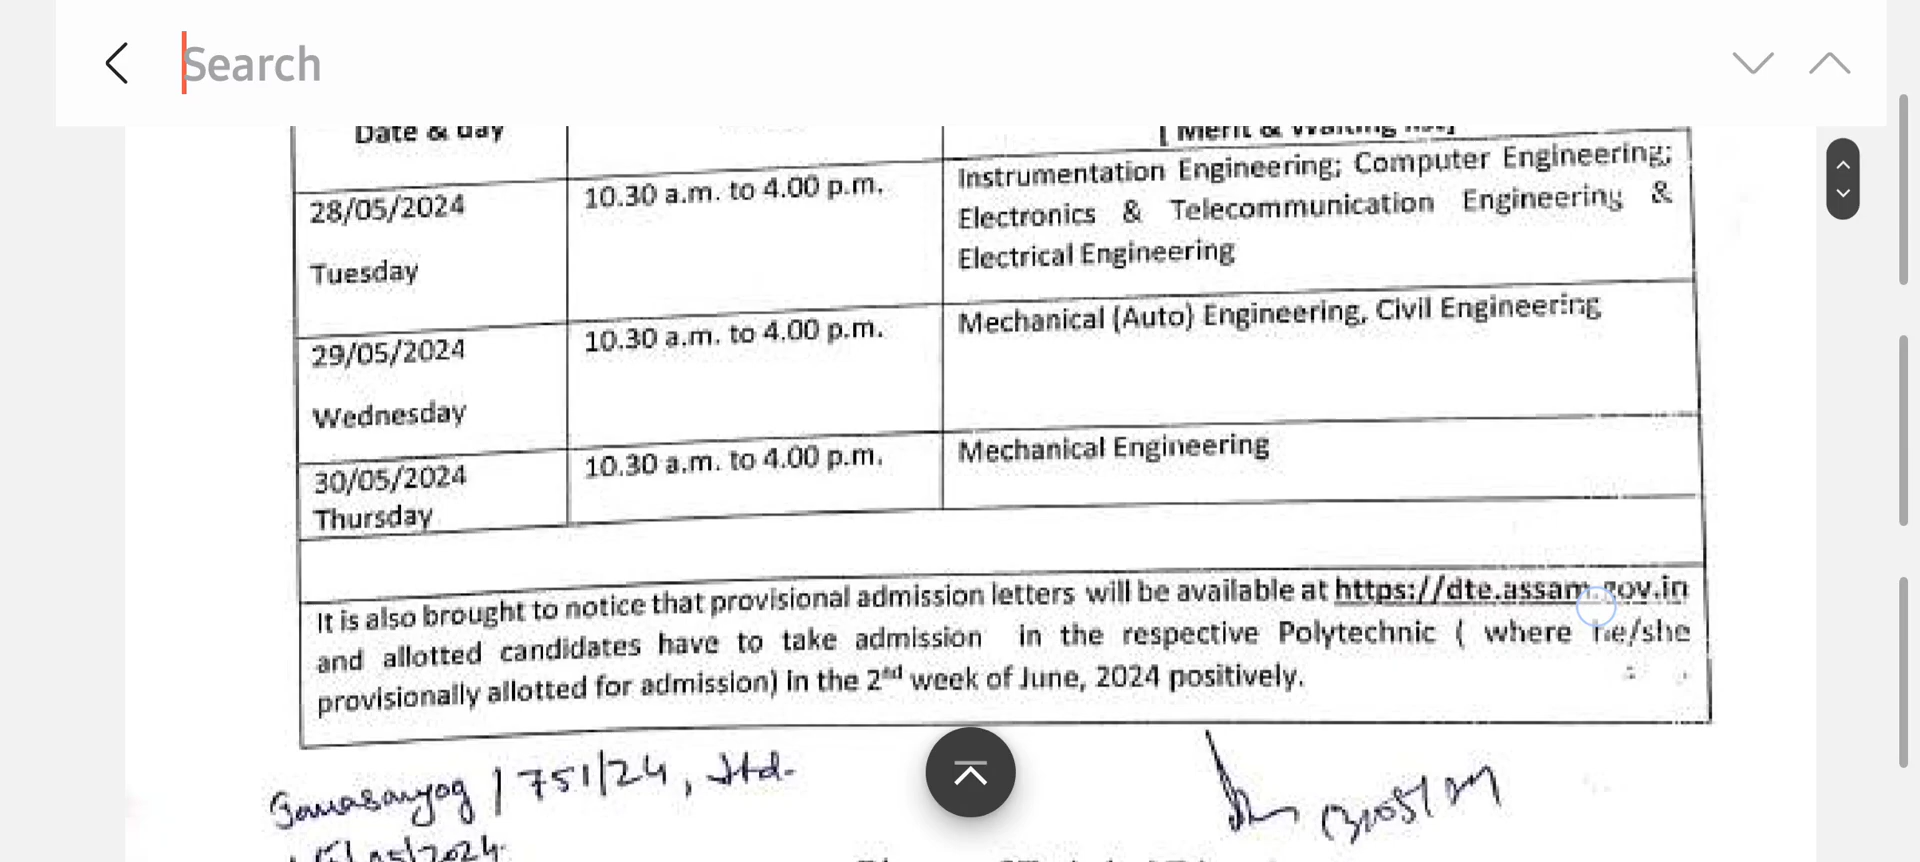 Search
Date & day
[ Merit & Waiting list]
28/05/2024
Tuesday
10.30 a.m. to 4.00 p.m.
Instrumentation Engineering; Computer Engineering;
Electronics & Telecommunication Engineering &
Electrical Engineering
29/05/2024
Wednesday
10.30 a.m. to 4.00 p.m.
Mechanical (Auto) Engineering, Civil Engineering
30/05/2024
Thursday
10.30 a.m. to 4.00 p.m.
Mechanical Engineering
It is also brought to notice that provisional admission letters will be available at https://dte.assam.gov.in
and allotted candidates have to take admission in the respective Polytechnic ( where he/she
provisionally allotted for admission) in the 2nd week of June, 2024 positively.
Janasanyog / 751/24,